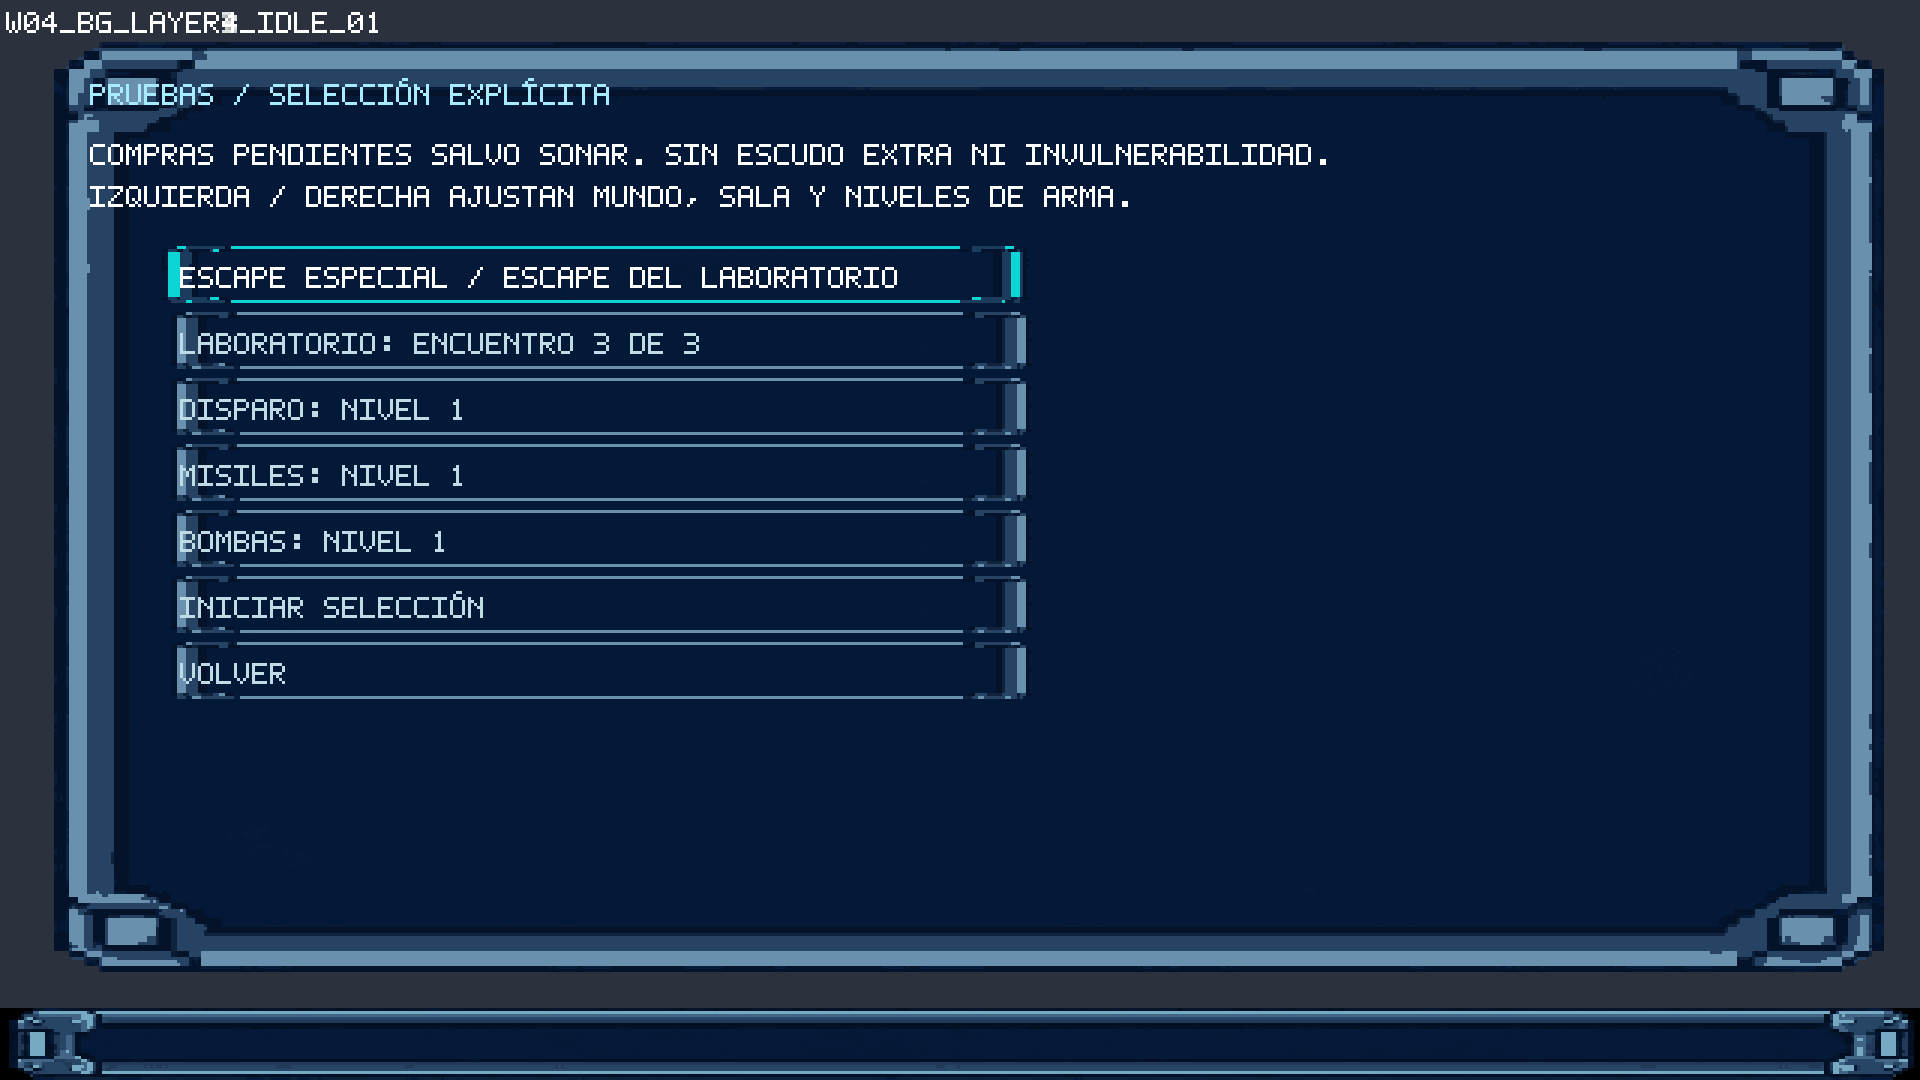 W04_BG_LAYER_IDLE_01
PRUEBAS / SELECCIÓN EXPLÍCITA
COMPRAS PENDIENTES SALVO SONAR. SIN ESCUDO EXTRA NI INVULNERABILIDAD.
IZQUIERDA / DERECHA AJUSTAN MUNDO, SALA Y NIVELES DE ARMA.
ESCAPE ESPECIAL / ESCAPE DEL LABORATORIO
LABORATORIO: ENCUENTRO 3 DE 3
DISPARO: NIVEL 1
MISILES: NIVEL 1
BOMBAS: NIVEL 1
INICIAR SELECCIÓN
VOLVER